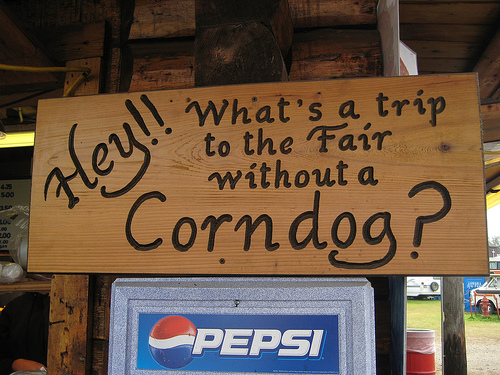 Hey!!
What's a trip
to the Fair
without a
Corndog?
PEPSI